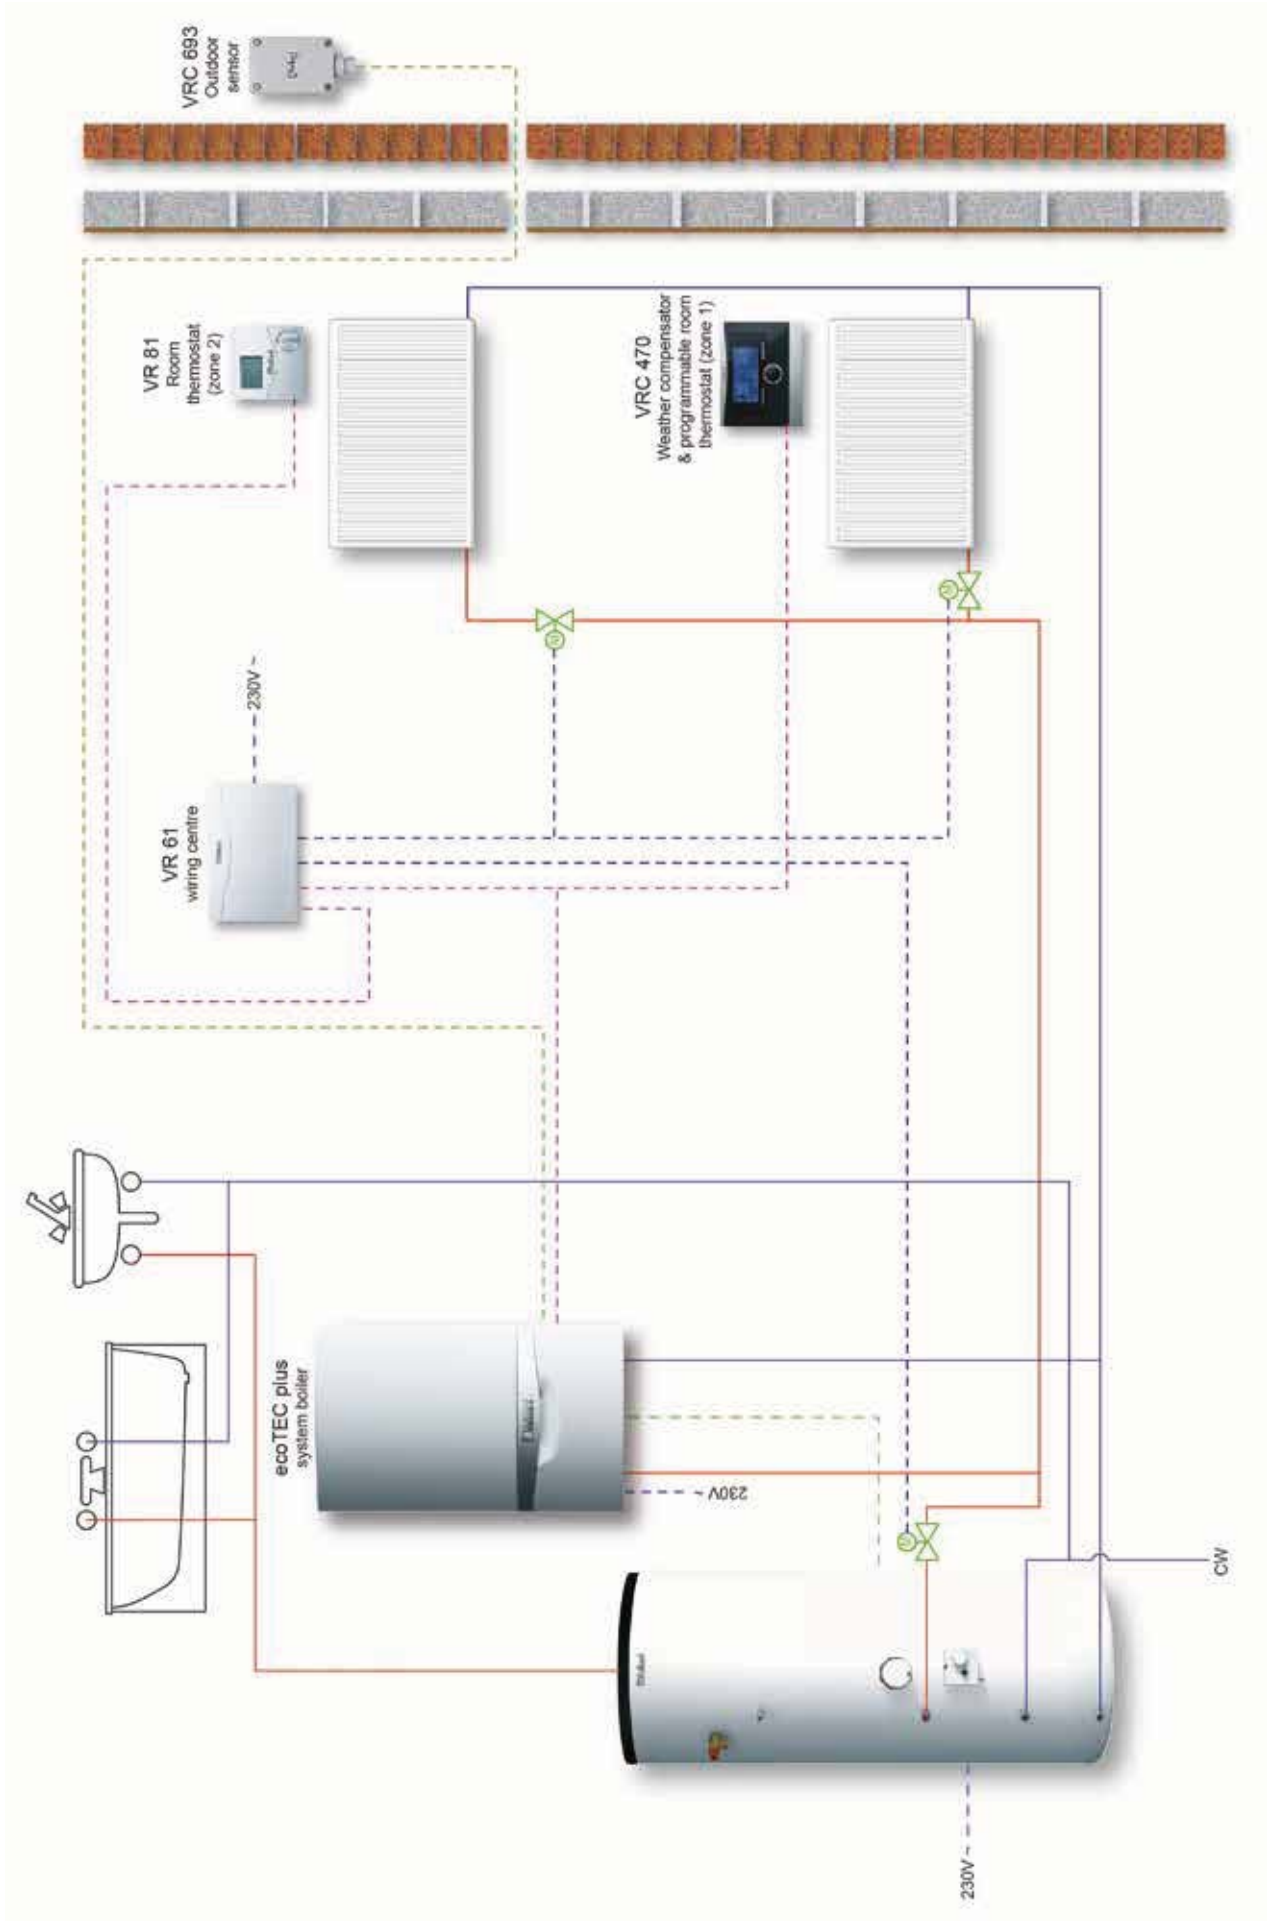 VR 81
Room
thermostat
(zone 2)
VR 61
wiring centre
VRC 693
Outdoor
sensor
230V ~
ecoTEC plus
system boiler
VRC 470
Weather compensator
& programmable room
thermostat (zone 1)
230V ~
230V ~
CW